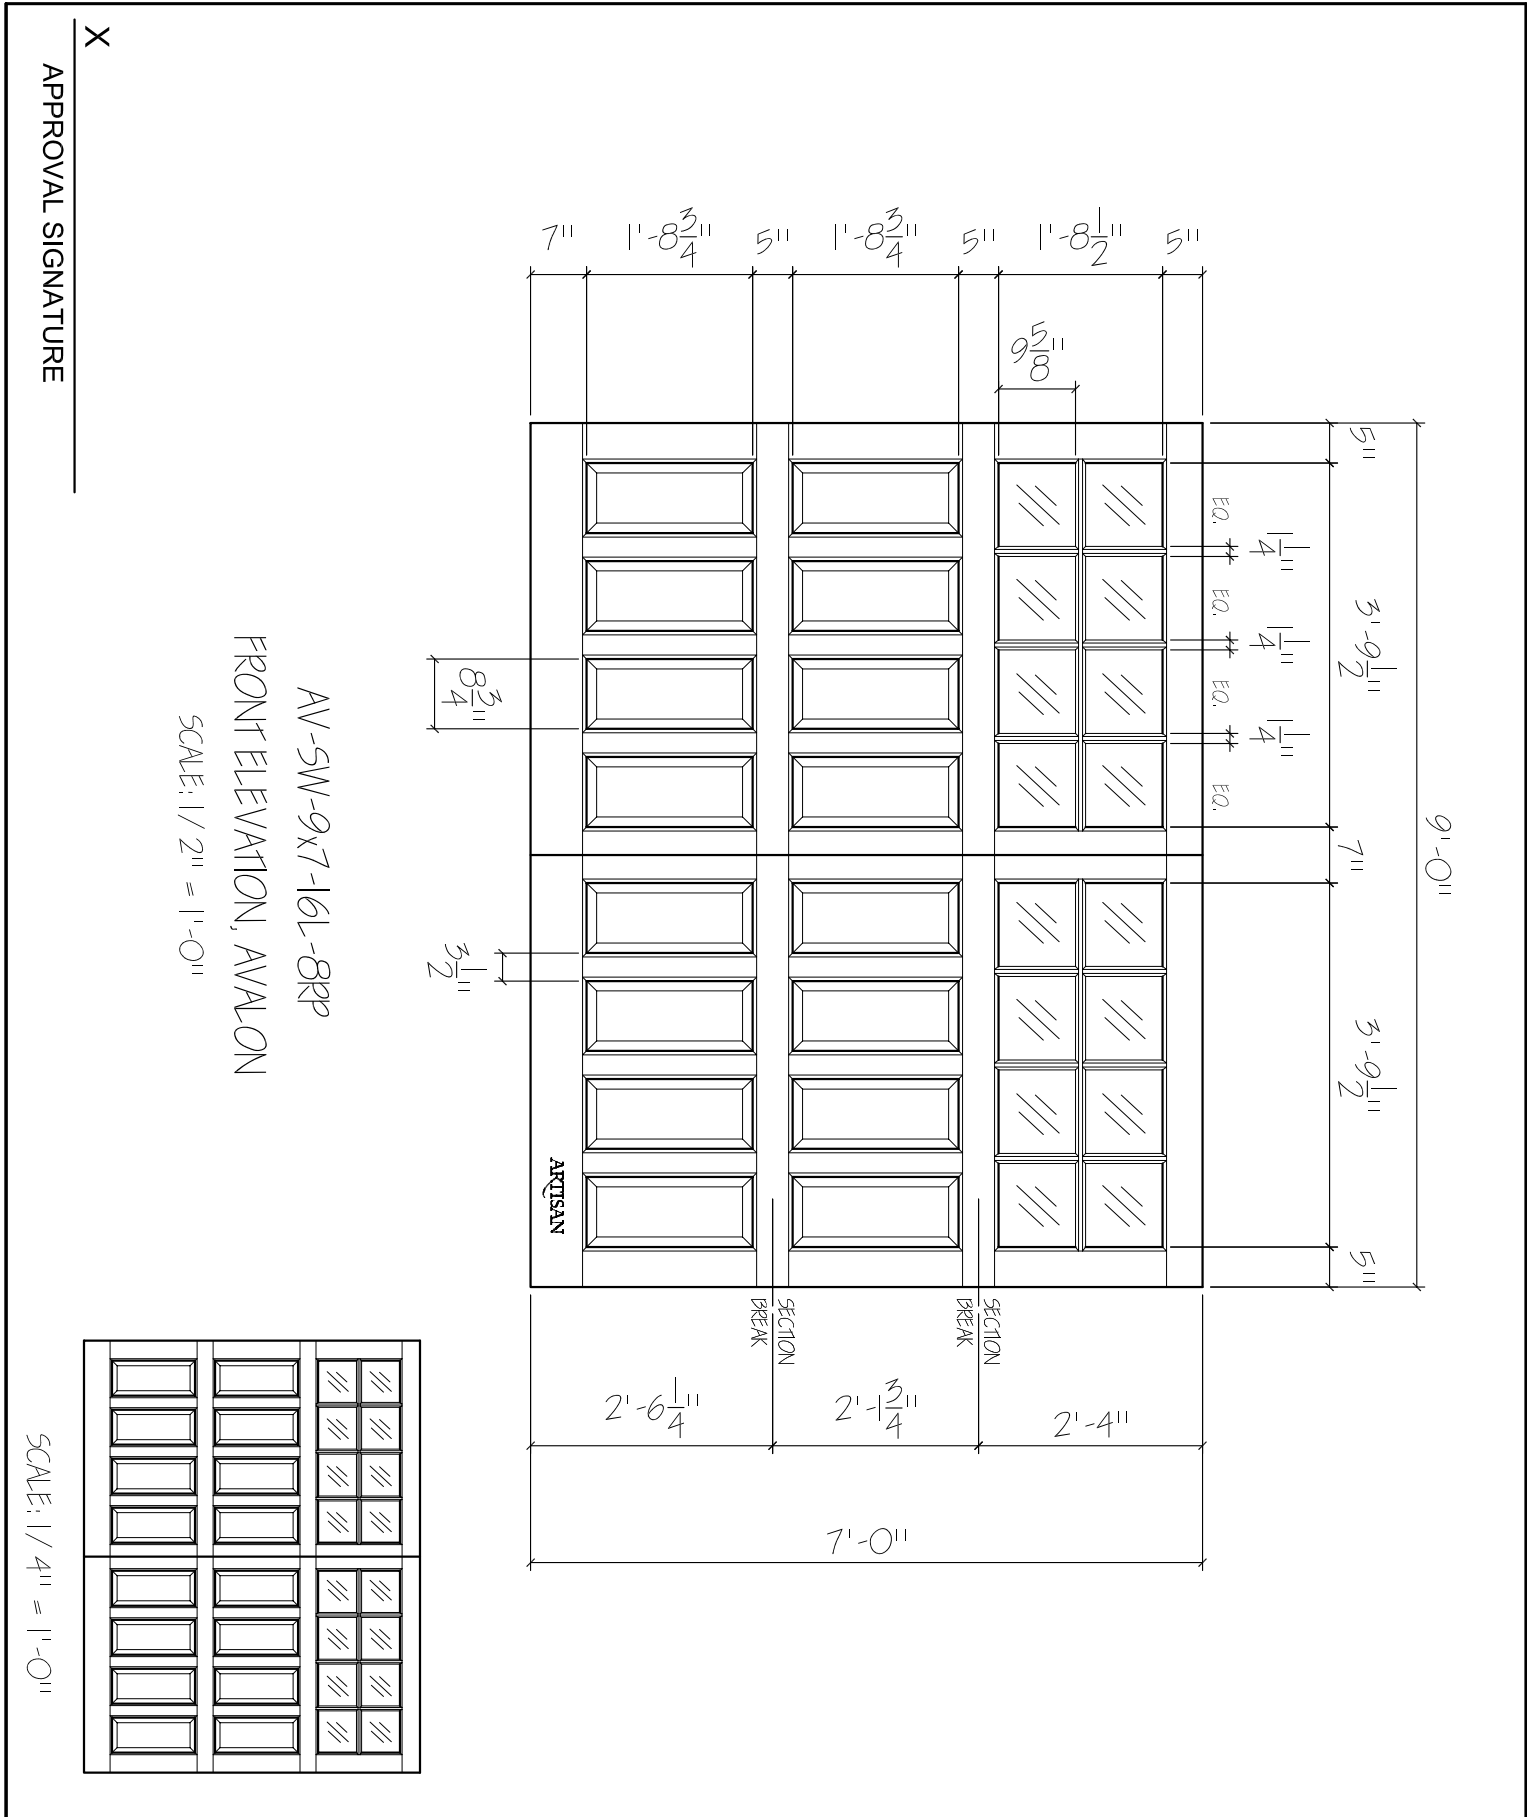 9'-0"
5"
3'-9 1/2"
7"
3'-9 1/2"
5"
1/4"
1/4"
1/4"
EQ.
EQ.
EQ.
EQ.
5"
1'-8 1/2"
5"
1'-8 3/4"
5"
1'-8 3/4"
7"
9 5/8"
SECTION
BREAK
SECTION
BREAK
2'-4"
2'-1 3/4"
2'-6 1/4"
7'-0"
ARTISAN
8 3/4"
3 1/2"
AV-SW-9x7-16L-8RP
FRONT ELEVATION, AVALON
SCALE: 1/2" = 1'-0"
X
APPROVAL SIGNATURE
SCALE: 1/4" = 1'-0"